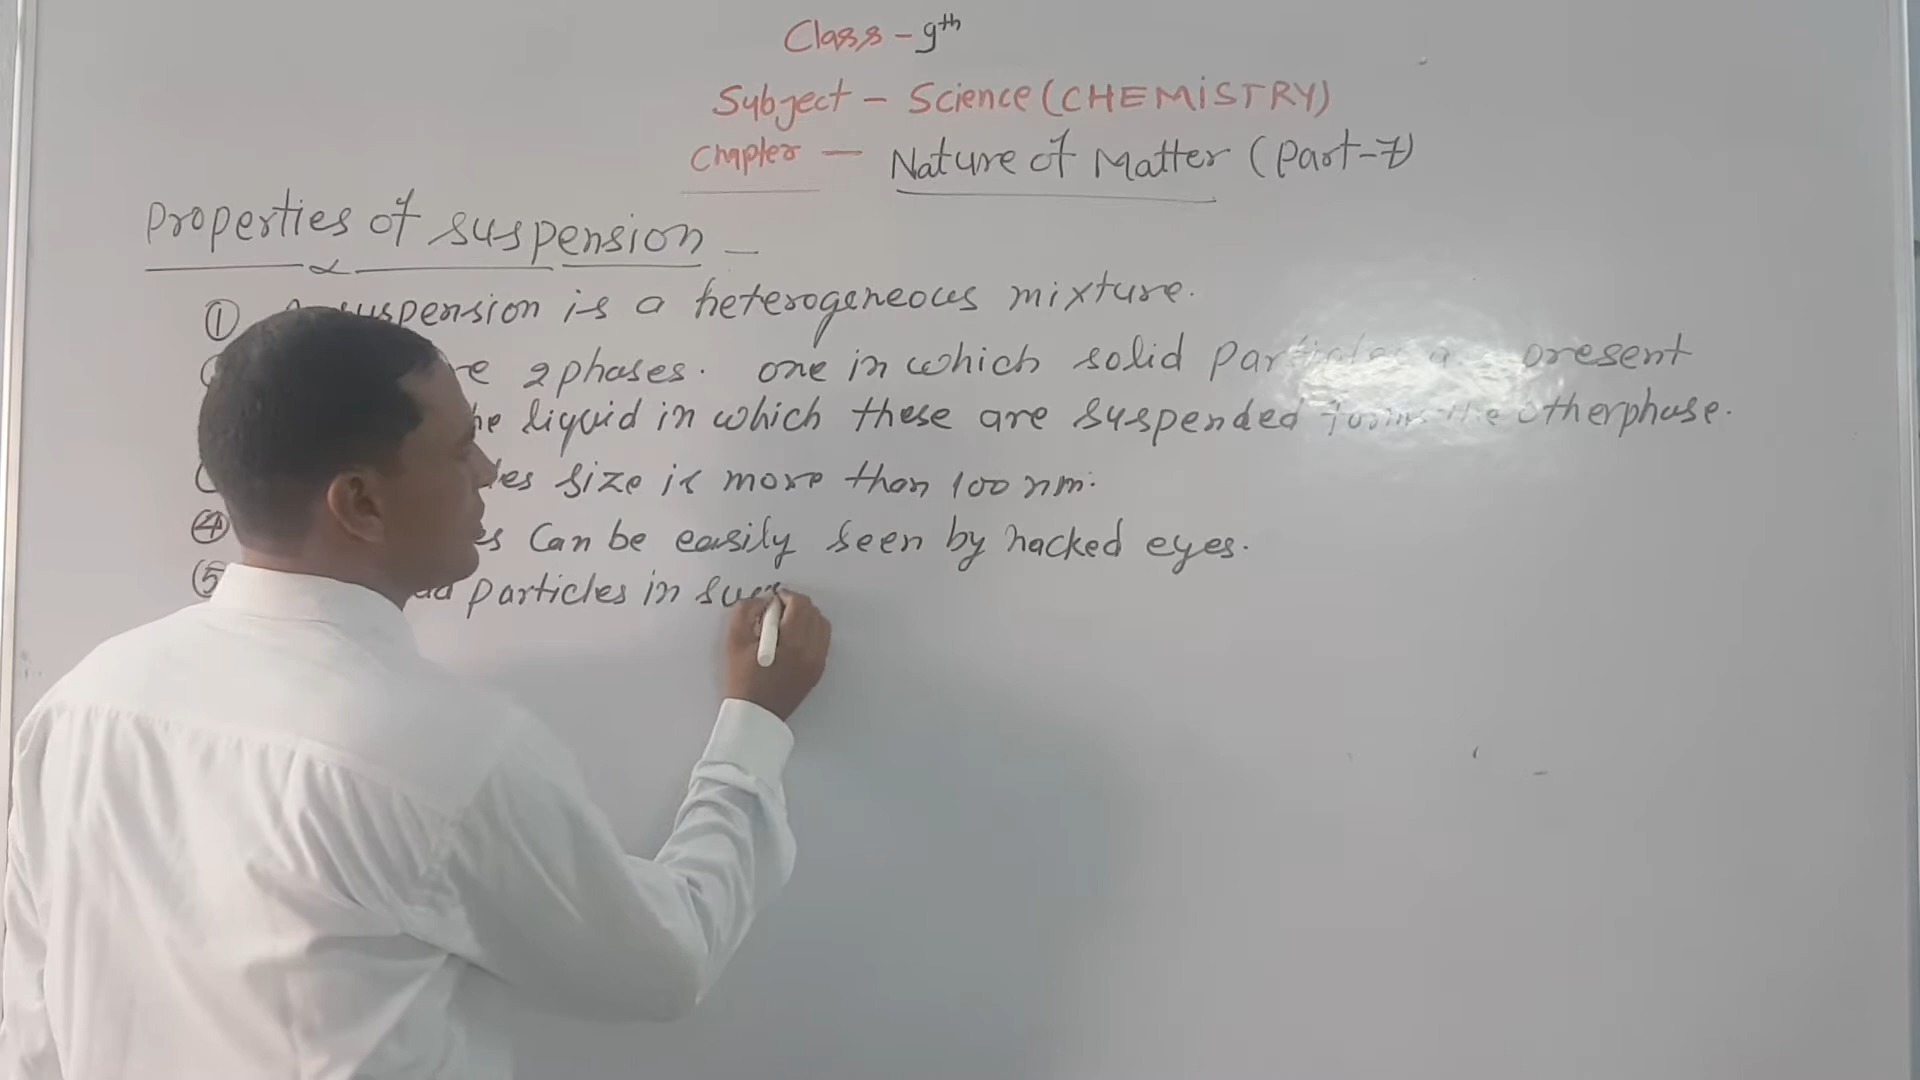 Class - 9th
Subject - Science (CHEMISTRY)
Chapter - Nature of Matter (Part-7)
Properties of suspension -
① suspension is a heterogeneous mixture.
2 phases. one in which solid present
liquid in which these are suspended the otherphase.
size is more than 100 nm.
④ Can be easily seen by nacked eyes.
⑤ particles in